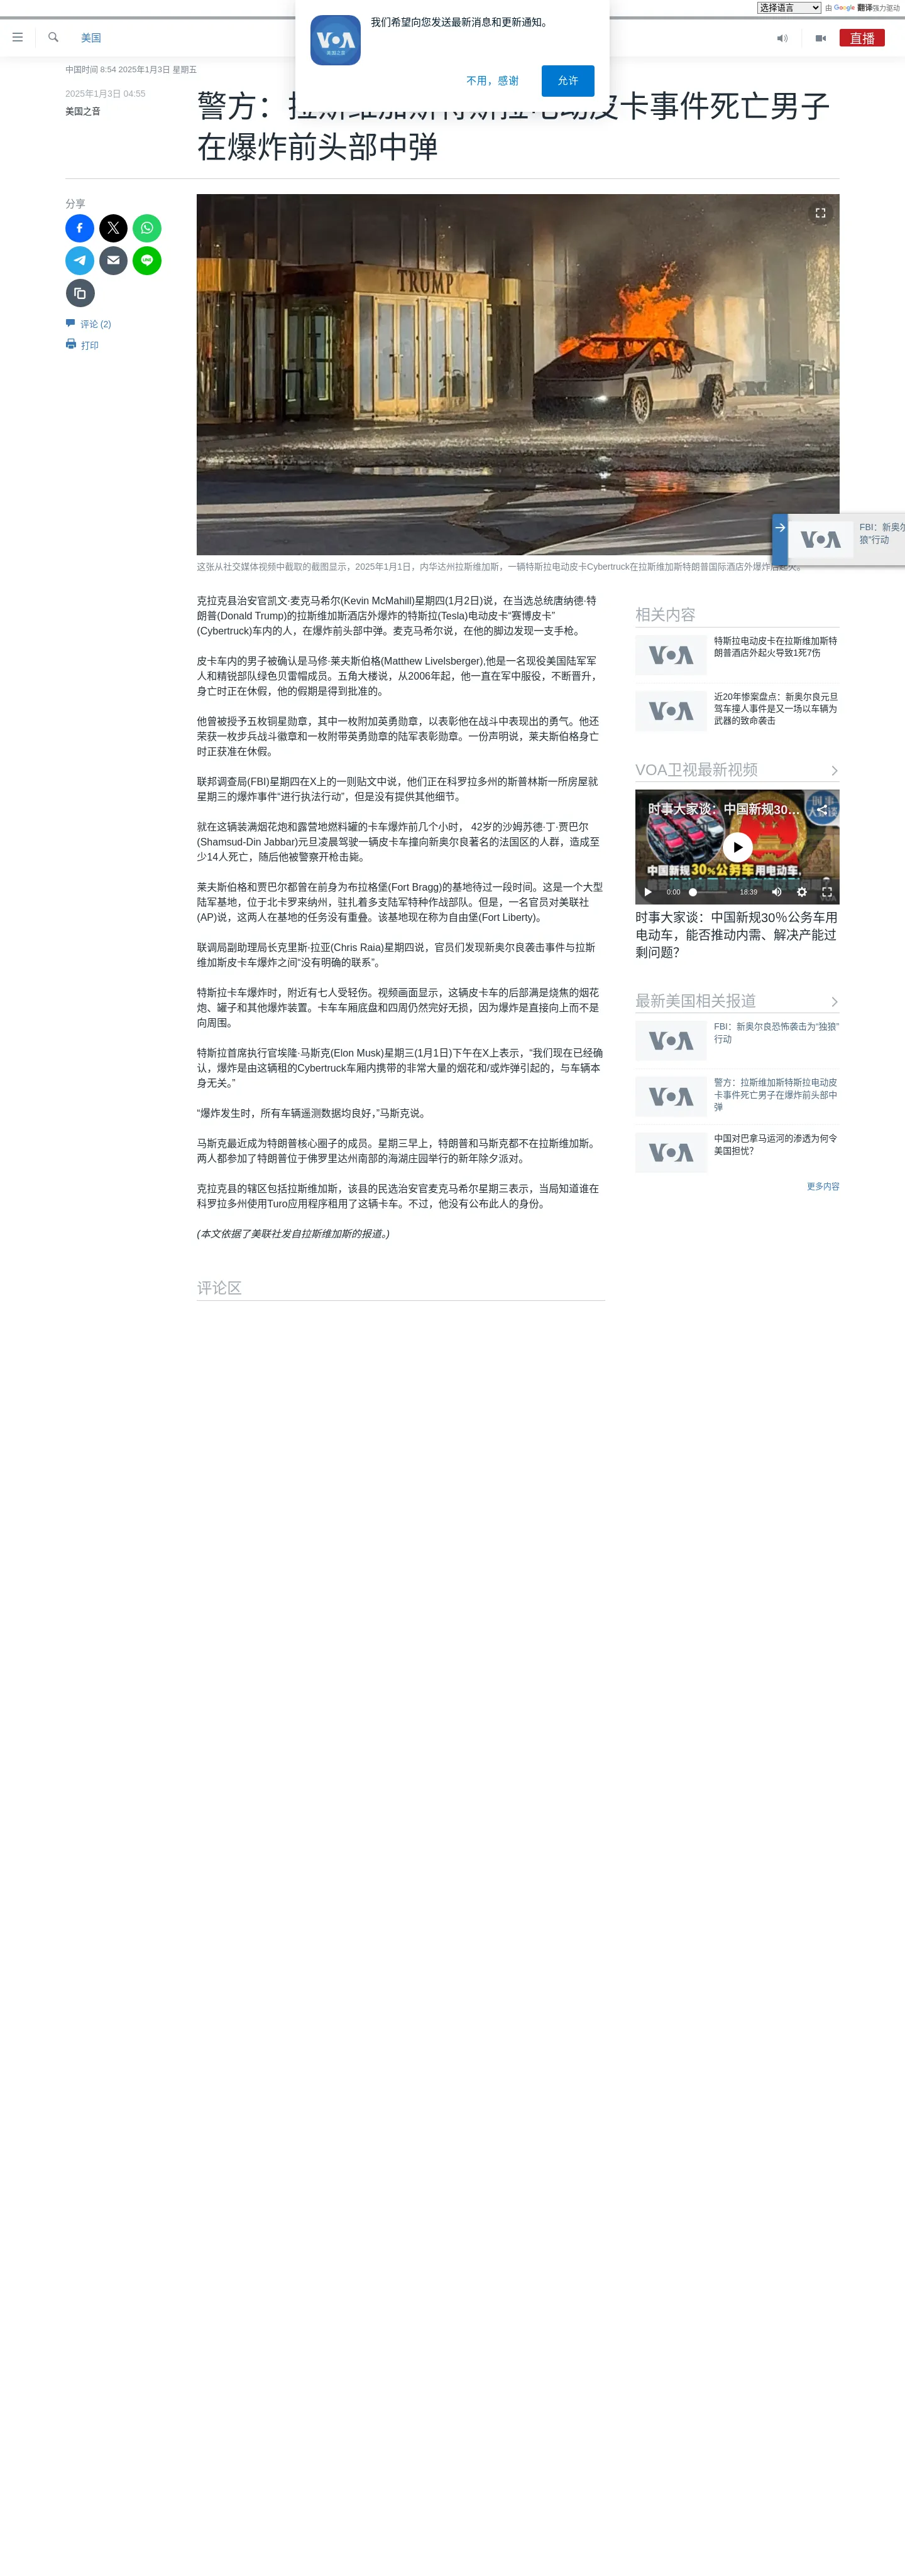 选择语言
由 Google 翻译强力驱动
美国
直播
VOA
美国之音
我们希望向您发送最新消息和更新通知。
不用，感谢
允许
中国时间 8:54 2025年1月3日 星期五
2025年1月3日 04:55
美国之音
警方：拉斯维加斯特斯拉电动皮卡事件死亡男子
在爆炸前头部中弹
分享
LINE
评论 (2)
打印
TRUMP
这张从社交媒体视频中截取的截图显示，2025年1月1日，内华达州拉斯维加斯，一辆特斯拉电动皮卡Cybertruck在拉斯维加斯特朗普国际酒店外爆炸后起火。
VOA
FBI：新奥尔
狼”行动
克拉克县治安官凯文·麦克马希尔(Kevin McMahill)星期四(1月2日)说，在当选总统唐纳德·特
朗普(Donald Trump)的拉斯维加斯酒店外爆炸的特斯拉(Tesla)电动皮卡“赛博皮卡”
(Cybertruck)车内的人，在爆炸前头部中弹。麦克马希尔说，在他的脚边发现一支手枪。
皮卡车内的男子被确认是马修·莱夫斯伯格(Matthew Livelsberger),他是一名现役美国陆军军
人和精锐部队绿色贝雷帽成员。五角大楼说，从2006年起，他一直在军中服役，不断晋升，
身亡时正在休假，他的假期是得到批准的。
他曾被授予五枚铜星勋章，其中一枚附加英勇勋章，以表彰他在战斗中表现出的勇气。他还
荣获一枚步兵战斗徽章和一枚附带英勇勋章的陆军表彰勋章。一份声明说，莱夫斯伯格身亡
时正获准在休假。
联邦调查局(FBI)星期四在X上的一则贴文中说，他们正在科罗拉多州的斯普林斯一所房屋就
星期三的爆炸事件“进行执法行动”，但是没有提供其他细节。
就在这辆装满烟花炮和露营地燃料罐的卡车爆炸前几个小时， 42岁的沙姆苏德·丁·贾巴尔
(Shamsud-Din Jabbar)元旦凌晨驾驶一辆皮卡车撞向新奥尔良著名的法国区的人群，造成至
少14人死亡，随后他被警察开枪击毙。
莱夫斯伯格和贾巴尔都曾在前身为布拉格堡(Fort Bragg)的基地待过一段时间。这是一个大型
陆军基地，位于北卡罗来纳州，驻扎着多支陆军特种作战部队。但是，一名官员对美联社
(AP)说，这两人在基地的任务没有重叠。该基地现在称为自由堡(Fort Liberty)。
联调局副助理局长克里斯·拉亚(Chris Raia)星期四说，官员们发现新奥尔良袭击事件与拉斯
维加斯皮卡车爆炸之间“没有明确的联系”。
特斯拉卡车爆炸时，附近有七人受轻伤。视频画面显示，这辆皮卡车的后部满是烧焦的烟花
炮、罐子和其他爆炸装置。卡车车厢底盘和四周仍然完好无损，因为爆炸是直接向上而不是
向周围。
特斯拉首席执行官埃隆·马斯克(Elon Musk)星期三(1月1日)下午在X上表示，“我们现在已经确
认，爆炸是由这辆租的Cybertruck车厢内携带的非常大量的烟花和/或炸弹引起的，与车辆本
身无关。”
“爆炸发生时，所有车辆遥测数据均良好，”马斯克说。
马斯克最近成为特朗普核心圈子的成员。星期三早上，特朗普和马斯克都不在拉斯维加斯。
两人都参加了特朗普位于佛罗里达州南部的海湖庄园举行的新年除夕派对。
克拉克县的辖区包括拉斯维加斯，该县的民选治安官麦克马希尔星期三表示，当局知道谁在
科罗拉多州使用Turo应用程序租用了这辆卡车。不过，他没有公布此人的身份。
(本文依据了美联社发自拉斯维加斯的报道。)
评论区
相关内容
VOA
特斯拉电动皮卡在拉斯维加斯特
朗普酒店外起火导致1死7伤
VOA
近20年惨案盘点：新奥尔良元旦
驾车撞人事件是又一场以车辆为
武器的致命袭击
VOA卫视最新视频
时事大家谈：中国新规30...
中国新规30%公务车用电动车，
0:00
18:39
时事大家谈：中国新规30％公务车用
电动车，能否推动内需、解决产能过
剩问题？
最新美国相关报道
VOA
FBI：新奥尔良恐怖袭击为“独狼”
行动
VOA
警方：拉斯维加斯特斯拉电动皮
卡事件死亡男子在爆炸前头部中
弹
VOA
中国对巴拿马运河的渗透为何令
美国担忧？
更多内容